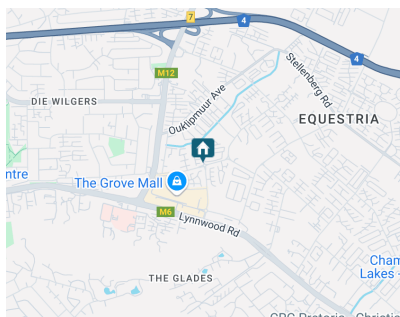 7
4
4
M12
Stellenberg Rd
DIE WILGERS
Ouklipmuur Ave
EQUESTRIA
ntre
The Grove Mall
M6
Lynnwood Rd
Cham
Lakes -
THE GLADES
CRC Pretoria - Christia